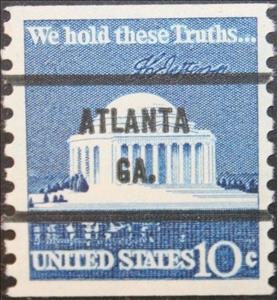 We hold these Truths...
ATLANTA
GA.
UNITED STATES 10c